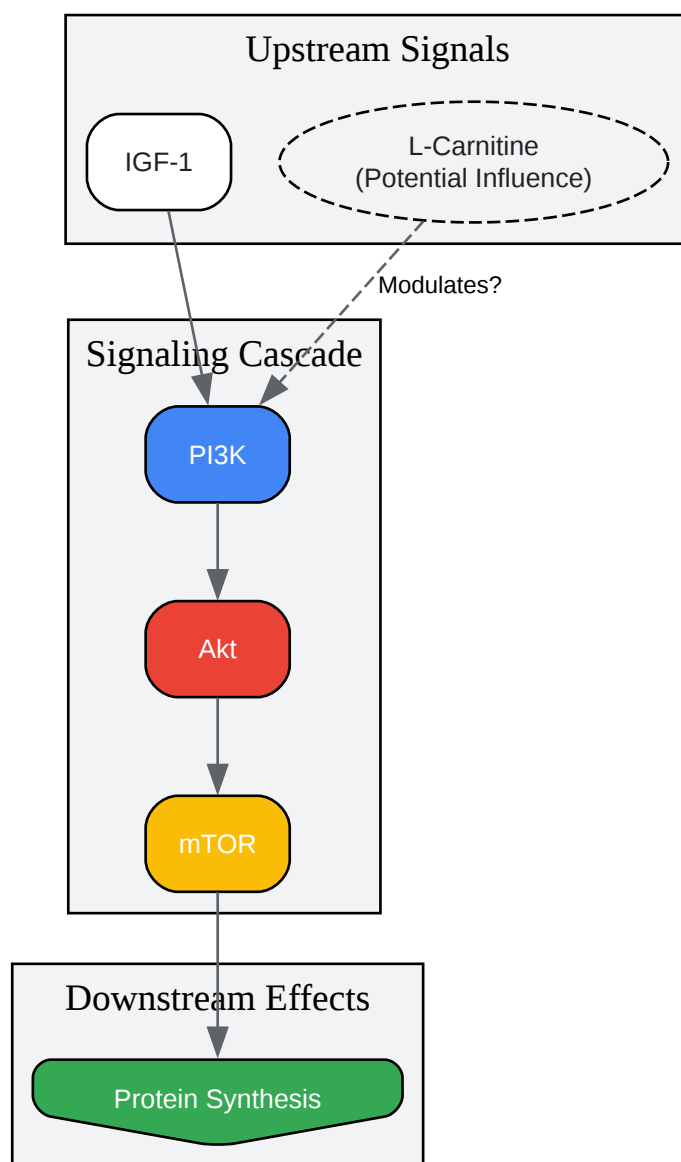 Upstream Signals
IGF-1
L-Carnitine
(Potential Influence)
Modulates?
Signaling Cascade
PI3K
Akt
mTOR
Downstream Effects
Protein Synthesis